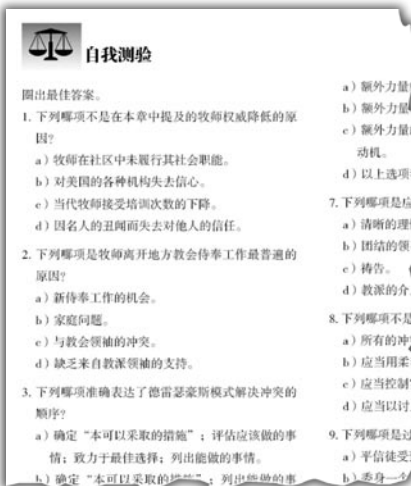 自我测验
圈出最佳答案。
1. 下列哪项不是在本章中提及的牧师权威降低的原
因?
a）牧师在社区中未履行其社会职能。
b）对美国的各种机构失去信心。
c）当代牧师接受培训次数的下降。
d）因名人的丑闻而失去对他人的信任。
2. 下列哪项是牧师离开地方教会侍奉工作最普遍的
原因?
a）新侍奉工作的机会。
b）家庭问题。
c）与教会领袖的冲突。
d）缺乏来自教派领袖的支持。
3. 下列哪项准确表达了德雷瑟豪斯模式解决冲突的
顺序?
a）确定“本可以采取的措施”；评估应该做的事
情；致力于最佳选择；列出能做的事情。
b）确定“本可以采取的措施”；列出能做的事
a）额外力量
b）额外力量
c）额外力量
动机。
d）以上选项
7. 下列哪项是应
a）清晰的理
b）团结的领
c）祷告。
d）教派的介
8. 下列哪项不是
a）所有的冲
b）应当用柔
c）应当控制
d）应当以讨
9. 下列哪项是过
a）平信徒受
b）委身一个